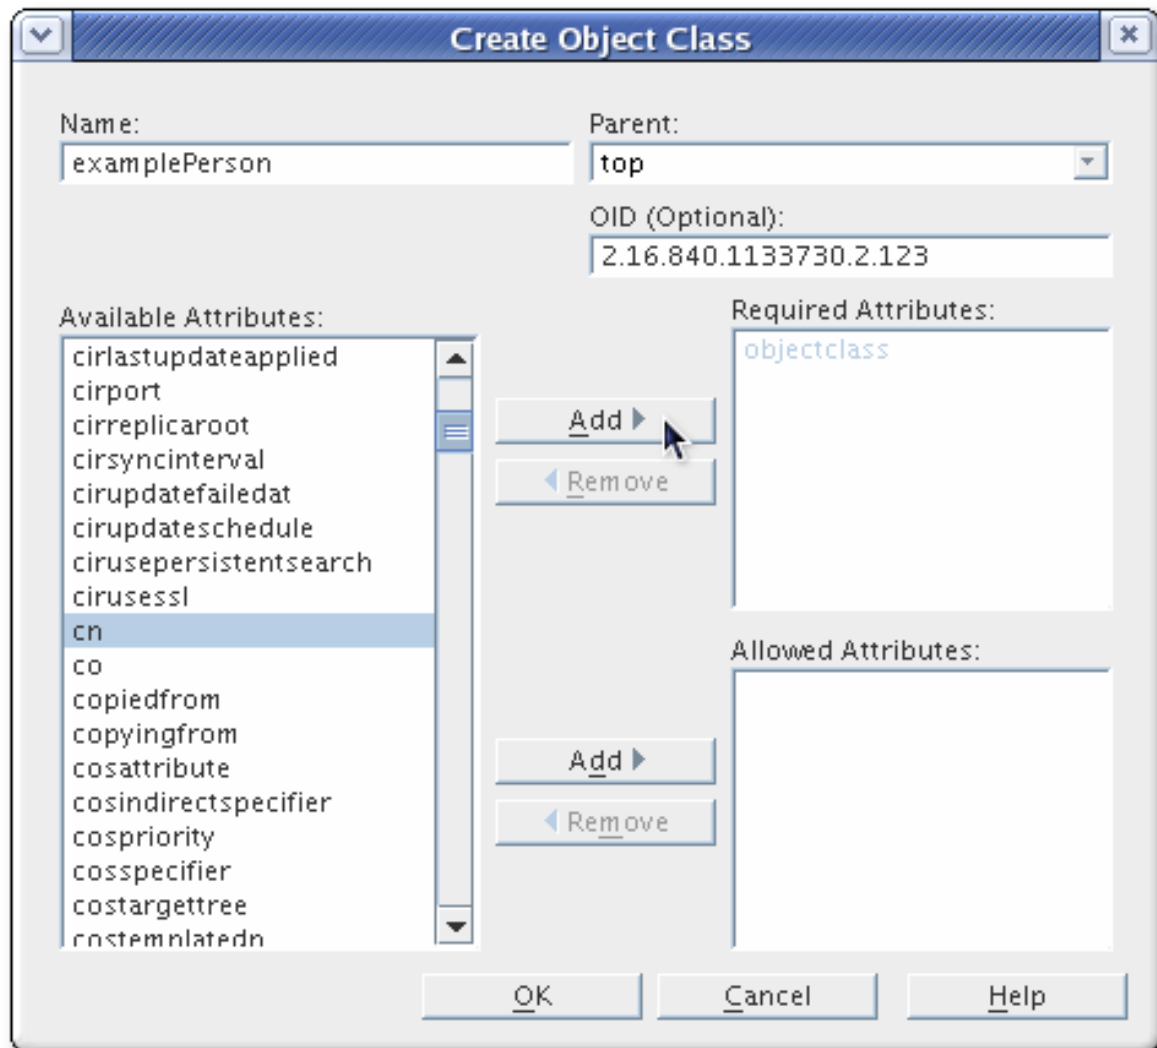 Create Object Class
Name:
Parent:
examplePerson
top
OID (Optional):
2.16.840.1133730.2.123
Available Attributes:
Required Attributes:
cirlastupdateapplied
cirport
cirreplicaroot
cirsyncinterval
cirupdatefailedat
cirupdateschedule
cirusepersistentsearch
cirusessl
cn
co
copiedfrom
copyingfrom
cosattribute
cosindirectspecifier
cospriority
cosspecifier
costargettree
costemplatedn
Add
Remove
objectclass
Allowed Attributes:
Add
Remove
OK
Cancel
Help